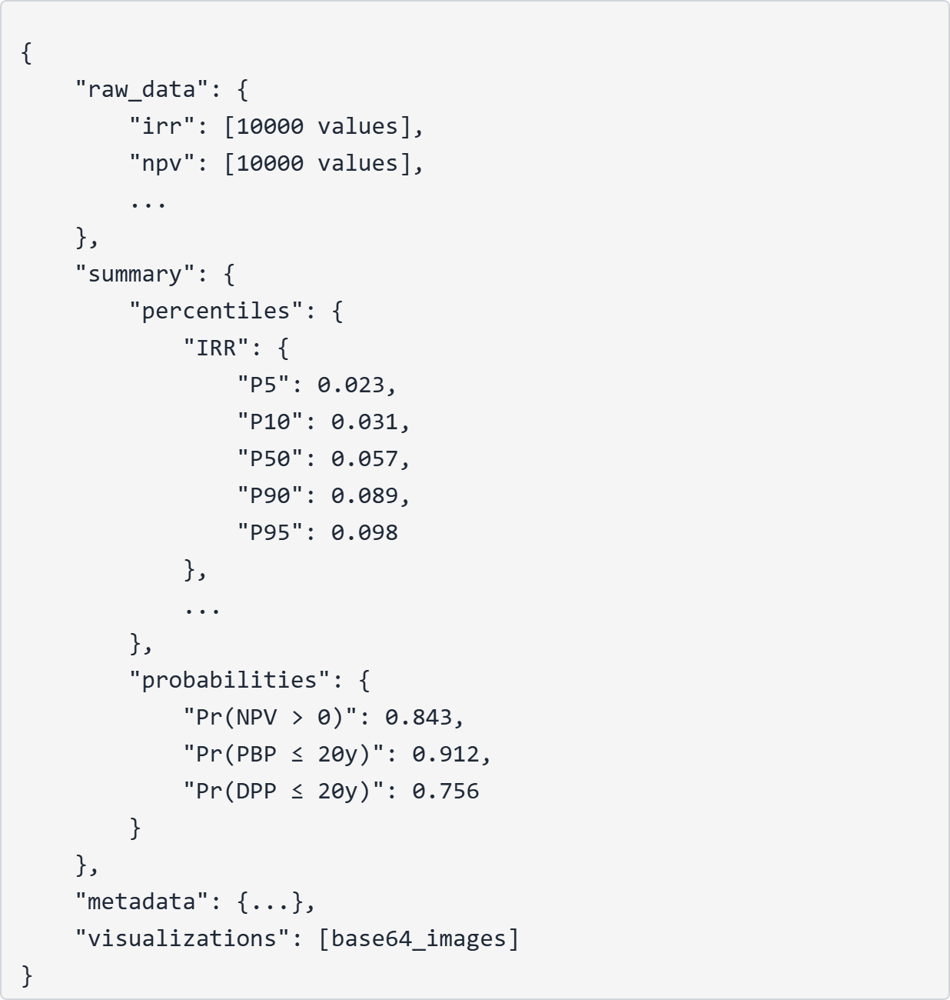 {
    "raw_data": {
        "irr": [10000 values],
        "npv": [10000 values],
        ...
    },
    "summary": {
        "percentiles": {
            "IRR": {
                "P5": 0.023,
                "P10": 0.031,
                "P50": 0.057,
                "P90": 0.089,
                "P95": 0.098
            },
            ...
        },
        "probabilities": {
            "Pr(NPV > 0)": 0.843,
            "Pr(PBP ≤ 20y)": 0.912,
            "Pr(DPP ≤ 20y)": 0.756
        }
    },
    "metadata": {...},
    "visualizations": [base64_images]
}